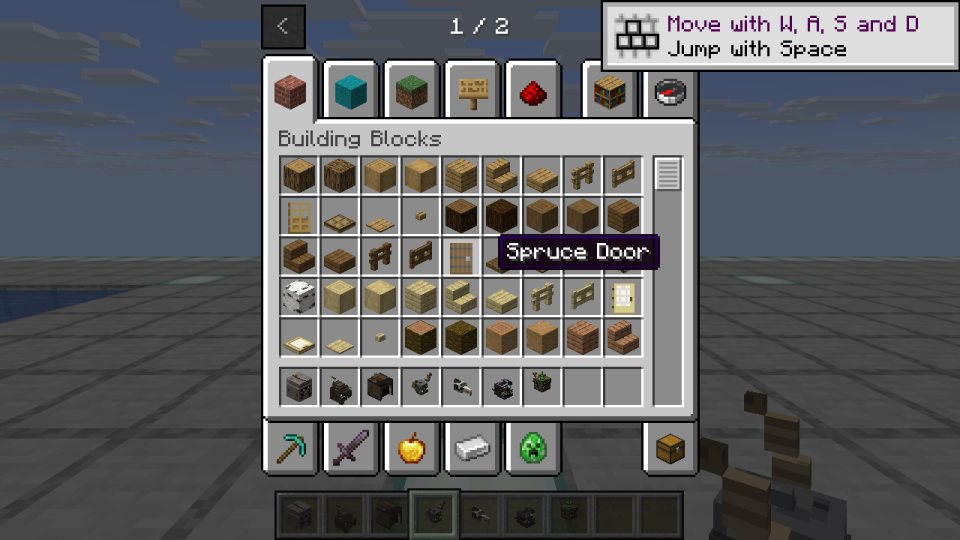 1 / 2
Move with W, A, S and D
Jump with Space
Building Blocks
Spruce Door